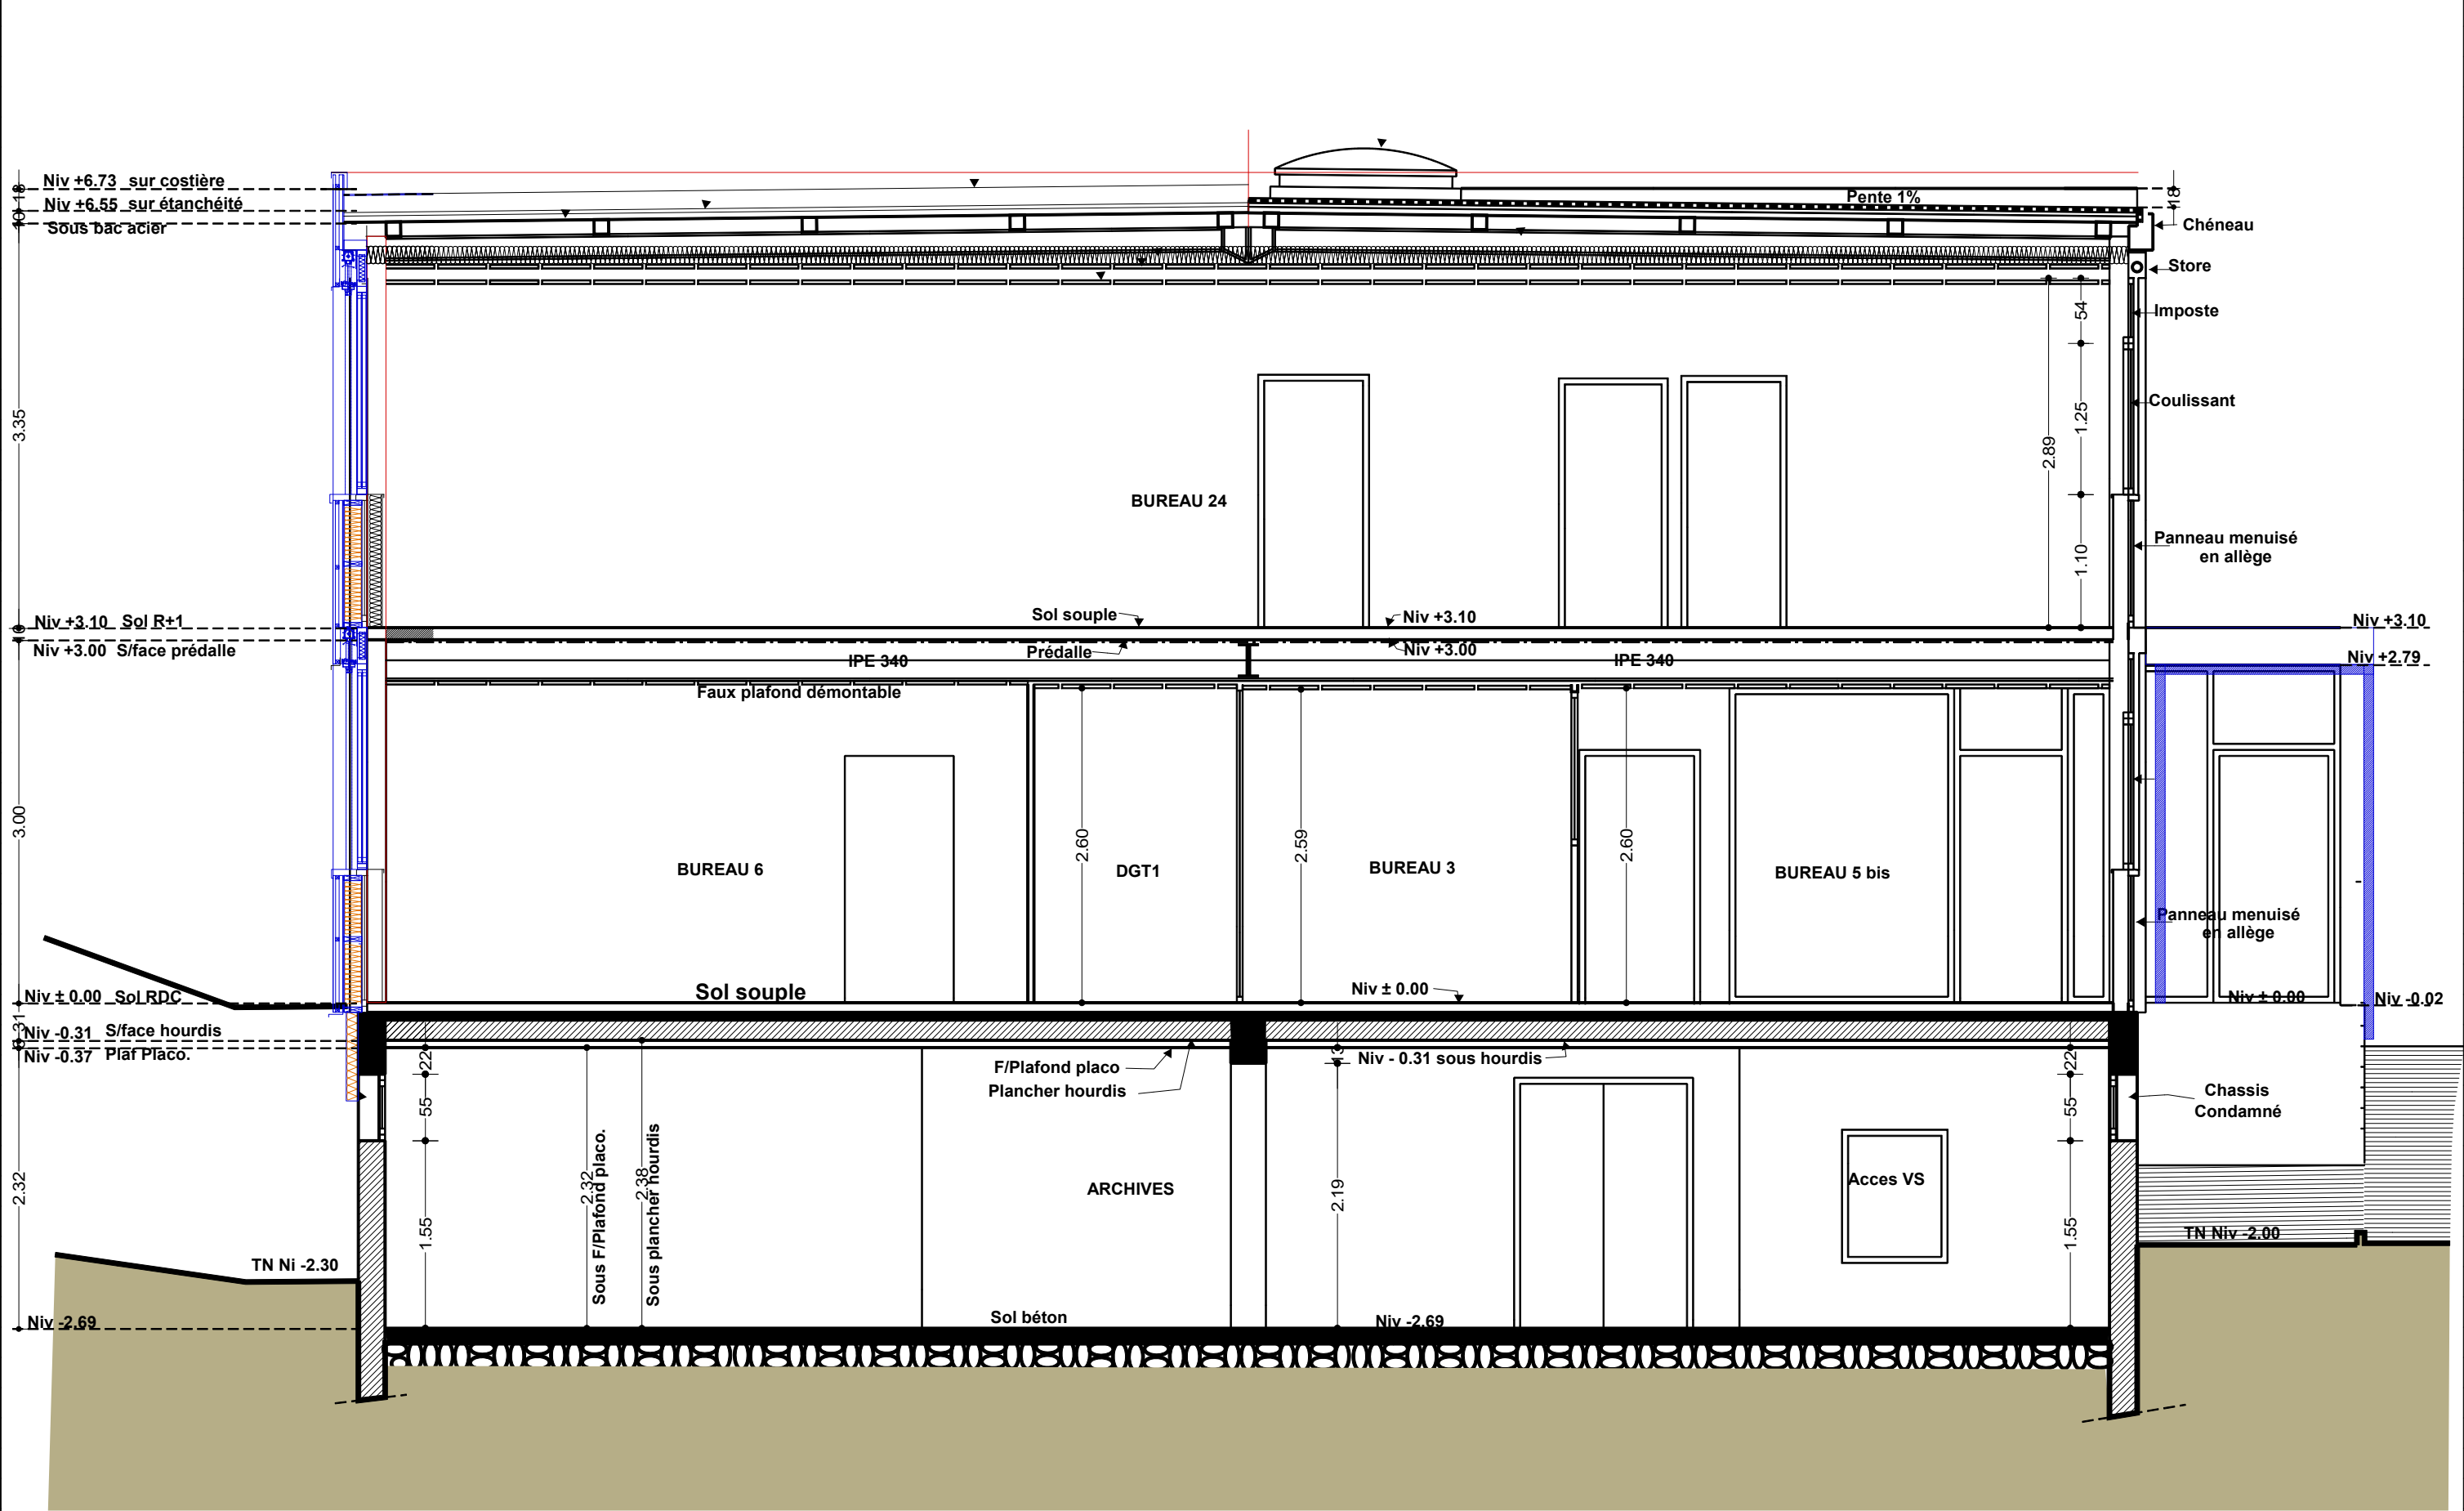 Niv +6.73 sur costière
Niv +6.55 sur étanchéité
Sous bac acier
18
10
Pente 1%
18
Chéneau
Store
Imposte
Coulissant
54
1.25
2.89
1.10
3.35
BUREAU 24
Panneau menuisé
en allège
Niv +3.10 Sol R+1
10
Niv +3.00 S/face prédalle
Sol souple
Niv +3.10
Prédalle
Niv +3.00
IPE 340
IPE 340
Niv +3.10
Niv +2.79
Faux plafond démontable
3.00
2.60
2.59
2.60
BUREAU 6
DGT1
BUREAU 3
BUREAU 5 bis
Panneau menuisé
en allège
Niv ± 0.00 Sol RDC
Sol souple
Niv ± 0.00
Niv ± 0.00
Niv -0.02
31
Niv -0.31 S/face hourdis
Niv -0.37 Plaf Placo.
22
F/Plafond placo
Plancher hourdis
13
Niv - 0.31 sous hourdis
22
55
55
Chassis
Condamné
2.32
1.55
2.32
Sous F/Plafond placo.
2.38
Sous plancher hourdis
ARCHIVES
2.19
Acces VS
1.55
TN Ni -2.30
TN Niv -2.00
Niv -2.69
Sol béton
Niv -2.69